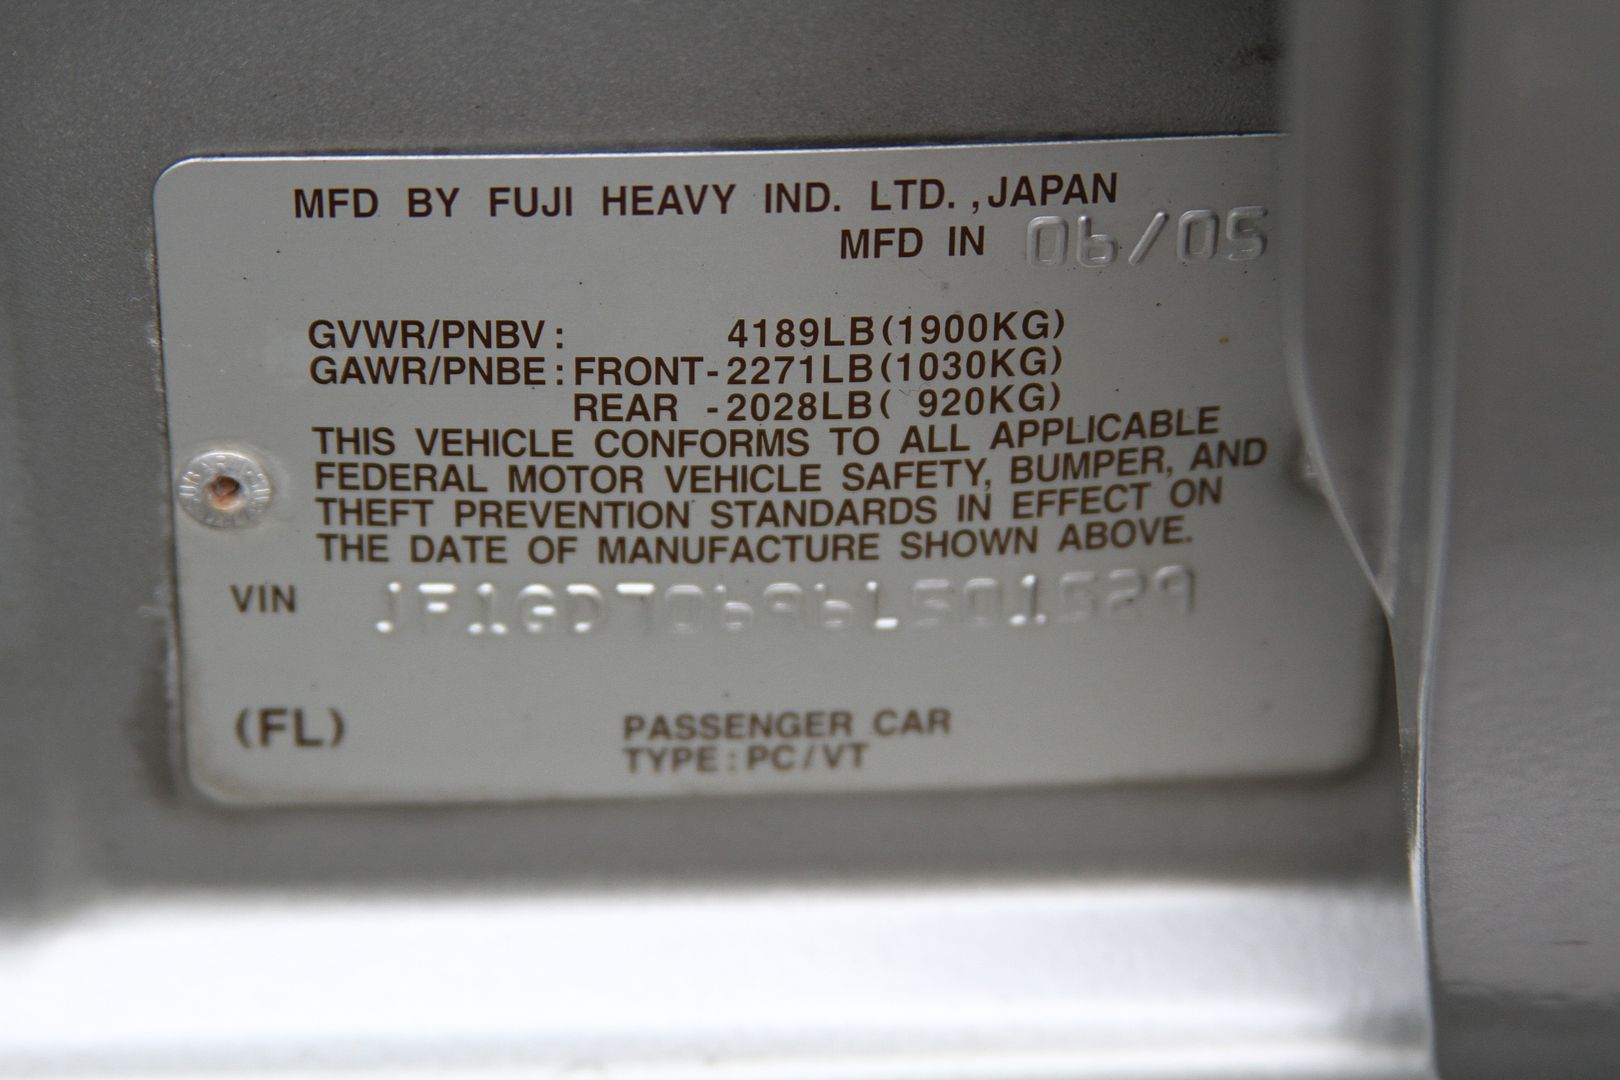 MFD BY FUJI HEAVY IND. LTD. ,JAPAN
MFD IN 06/05
GVWR/PNBV: 4189LB(1900KG)
GAWR/PNBE:FRONT-2271LB(1030KG)
REAR -2028LB( 920KG)
THIS VEHICLE CONFORMS TO ALL APPLICABLE
FEDERAL MOTOR VEHICLE SAFETY, BUMPER, AND
THEFT PREVENTION STANDARDS IN EFFECT ON
THE DATE OF MANUFACTURE SHOWN ABOVE.
VIN JF1GD70696L501529
(FL)
PASSENGER CAR
TYPE:PC/VT